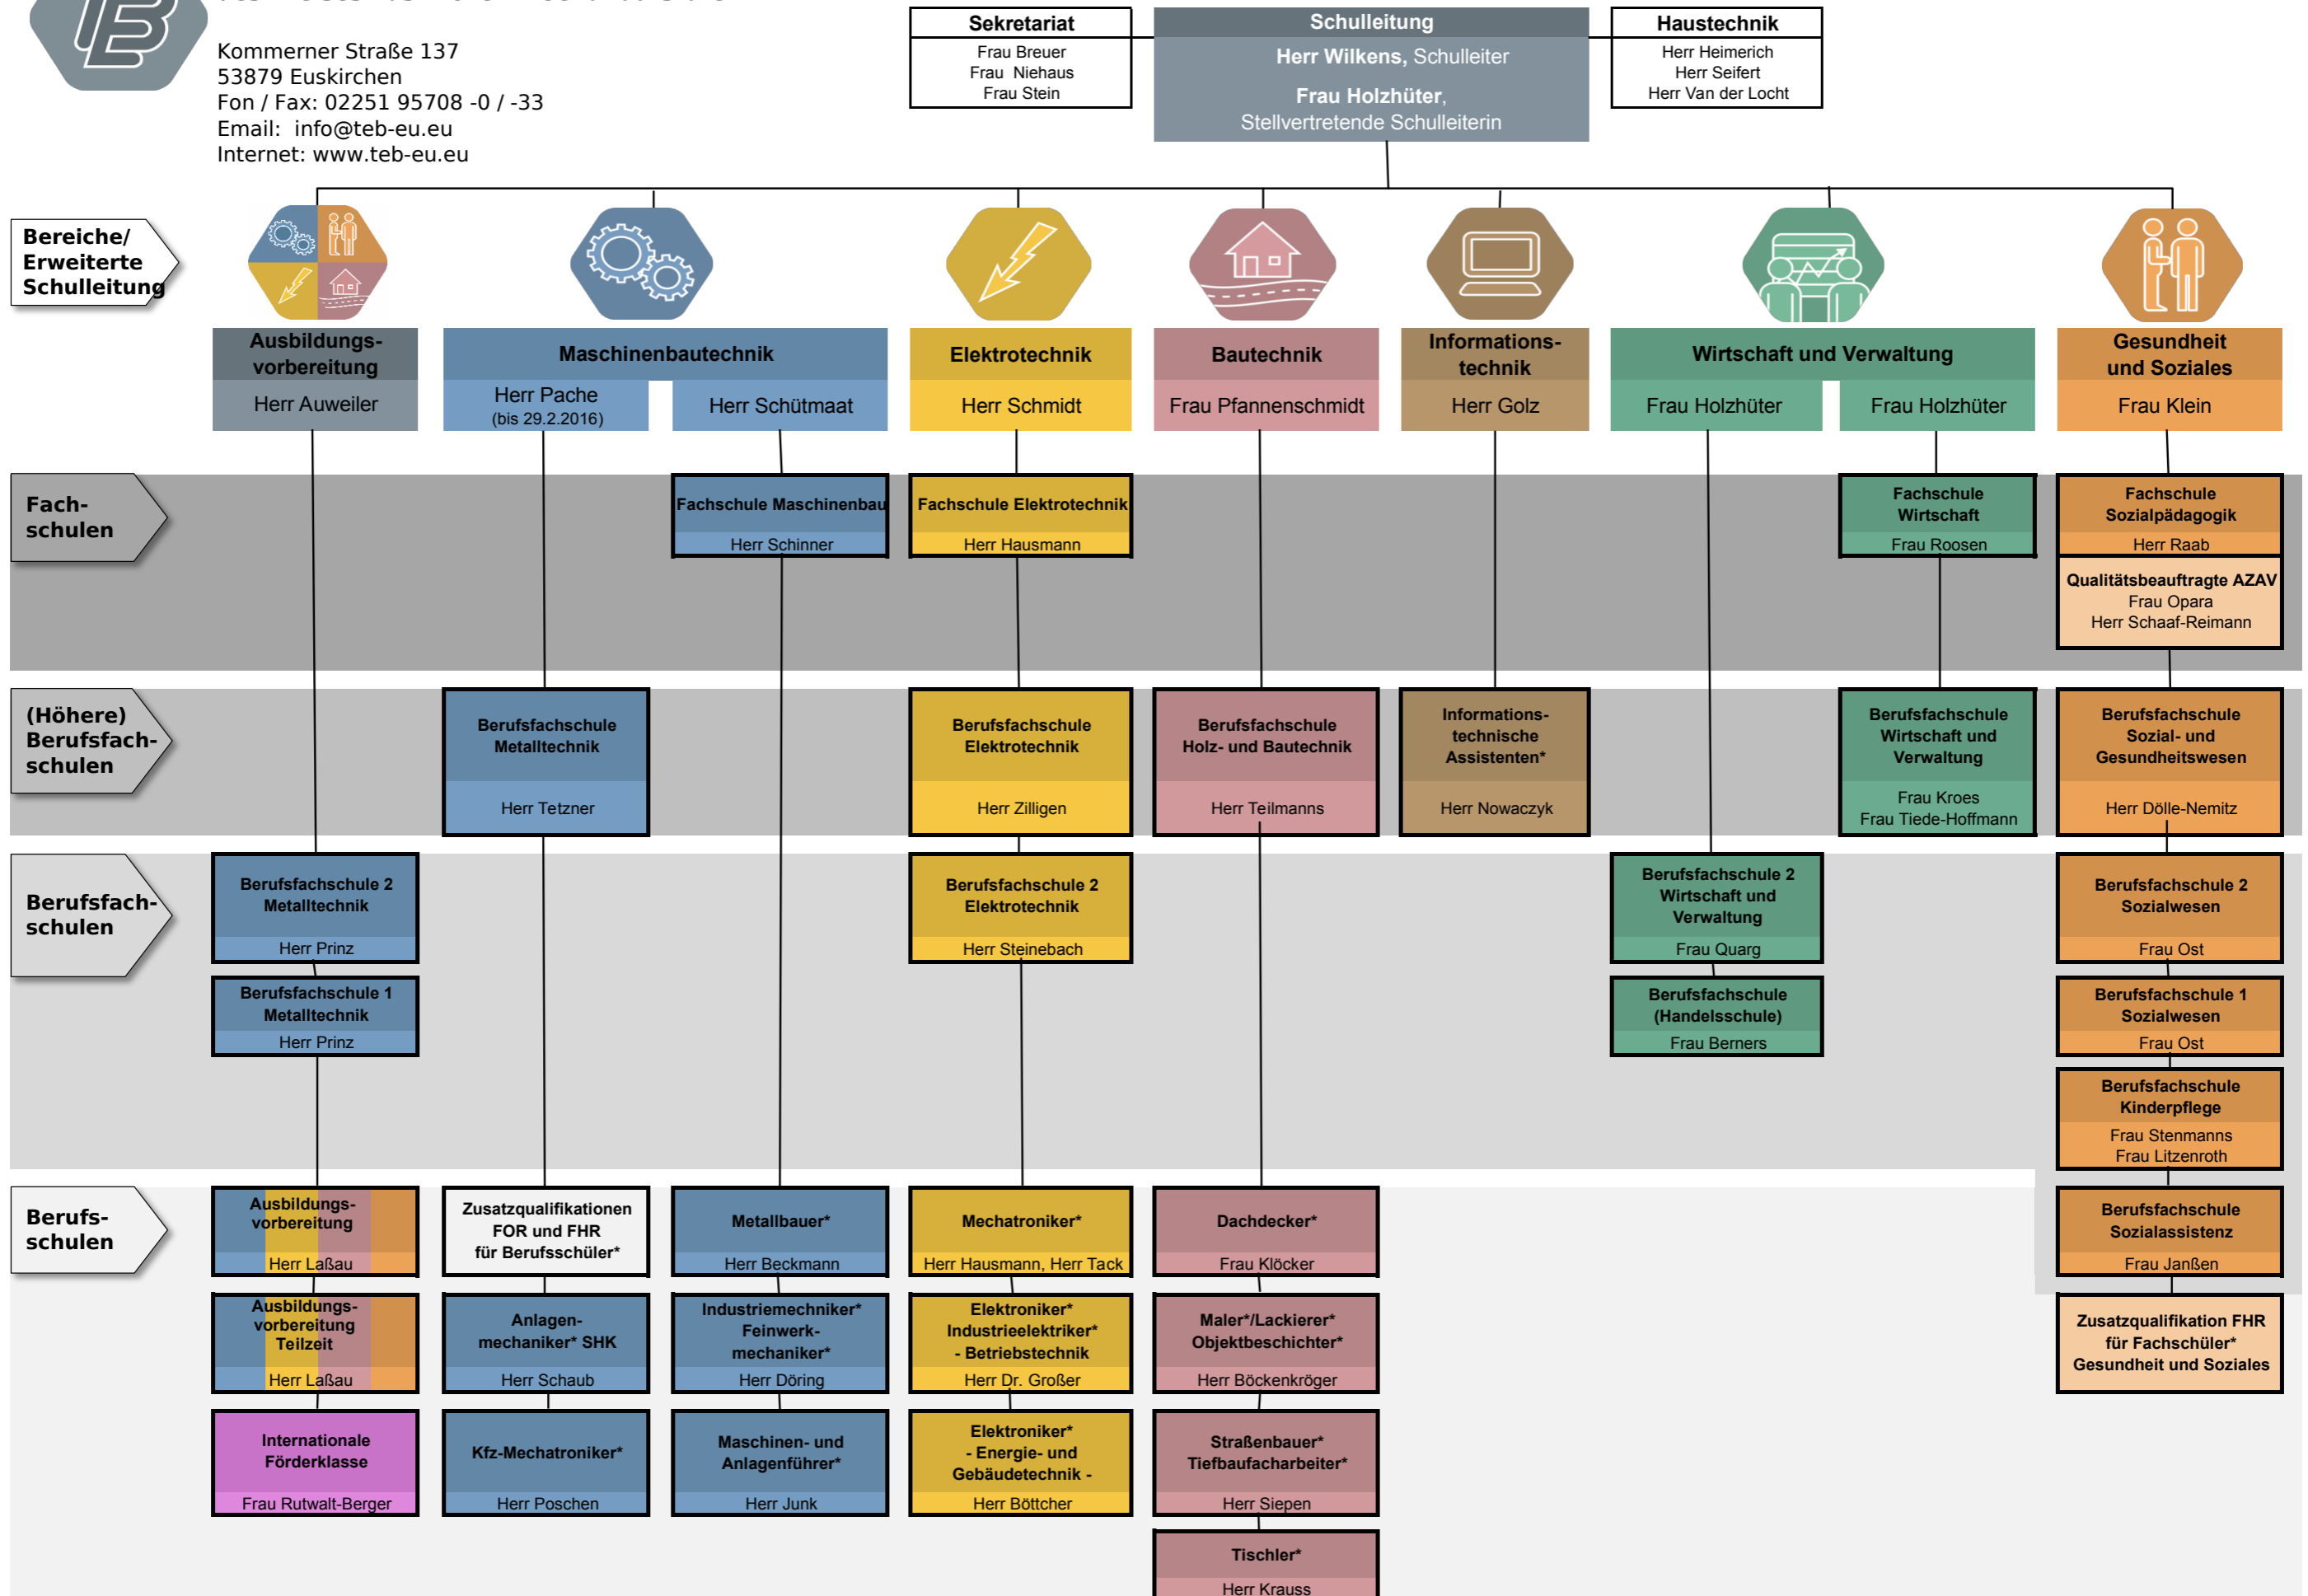 Kommerner Straße 137
53879 Euskirchen
Fon / Fax: 02251 95708 -0 / -33
Email: info@teb-eu.eu
Internet: www.teb-eu.eu
Sekretariat
Frau Breuer
Frau Niehaus
Frau Stein
Schulleitung
Herr Wilkens, Schulleiter
Frau Holzhüter,
Stellvertretende Schulleiterin
Haustechnik
Herr Heimerich
Herr Seifert
Herr Van der Locht
Bereiche/
Erweiterte
Schulleitung
Ausbildungs-
vorbereitung
Herr Auweiler
Maschinenbautechnik
Herr Pache
(bis 29.2.2016)
Herr Schütmaat
Elektrotechnik
Herr Schmidt
Bautechnik
Frau Pfannenschmidt
Informations-
technik
Herr Golz
Wirtschaft und Verwaltung
Frau Holzhüter
Frau Holzhüter
Gesundheit
und Soziales
Frau Klein
Fach-
schulen
Fachschule Maschinenbau
Herr Schinner
Fachschule Elektrotechnik
Herr Hausmann
Fachschule
Wirtschaft
Frau Roosen
Fachschule
Sozialpädagogik
Herr Raab
Qualitätsbeauftragte AZAV
Frau Opara
Herr Schaaf-Reimann
(Höhere)
Berufsfach-
schulen
Berufsfachschule
Metalltechnik
Herr Tetzner
Berufsfachschule
Elektrotechnik
Herr Zilligen
Berufsfachschule
Holz- und Bautechnik
Herr Teilmanns
Informations-
technische
Assistenten*
Herr Nowaczyk
Berufsfachschule
Wirtschaft und
Verwaltung
Frau Kroes
Frau Tiede-Hoffmann
Berufsfachschule
Sozial- und
Gesundheitswesen
Herr Dölle-Nemitz
Berufsfach-
schulen
Berufsfachschule 2
Metalltechnik
Herr Prinz
Berufsfachschule 1
Metalltechnik
Herr Prinz
Berufsfachschule 2
Elektrotechnik
Herr Steinebach
Berufsfachschule 2
Wirtschaft und
Verwaltung
Frau Quarg
Berufsfachschule
(Handelsschule)
Frau Berners
Berufsfachschule 2
Sozialwesen
Frau Ost
Berufsfachschule 1
Sozialwesen
Frau Ost
Berufsfachschule
Kinderpflege
Frau Stenmanns
Frau Litzenroth
Berufs-
schulen
Ausbildungs-
vorbereitung
Herr Laßau
Ausbildungs-
vorbereitung
Teilzeit
Herr Laßau
Internationale
Förderklasse
Frau Rutwalt-Berger
Zusatzqualifikationen
FOR und FHR
für Berufsschüler*
Anlagen-
mechaniker* SHK
Herr Schaub
Kfz-Mechatroniker*
Herr Poschen
Metallbauer*
Herr Beckmann
Industriemechniker*
Feinwerk-
mechaniker*
Herr Döring
Maschinen- und
Anlagenführer*
Herr Junk
Mechatroniker*
Herr Hausmann, Herr Tack
Elektroniker*
Industrieelektriker*
- Betriebstechnik
Herr Dr. Großer
Elektroniker*
- Energie- und
Gebäudetechnik -
Herr Böttcher
Dachdecker*
Frau Klöcker
Maler*/Lackierer*
Objektbeschichter*
Herr Böckenkröger
Straßenbauer*
Tiefbaufacharbeiter*
Herr Siepen
Tischler*
Herr Krauss
Berufsfachschule
Sozialassistenz
Frau Janßen
Zusatzqualifikation FHR
für Fachschüler*
Gesundheit und Soziales